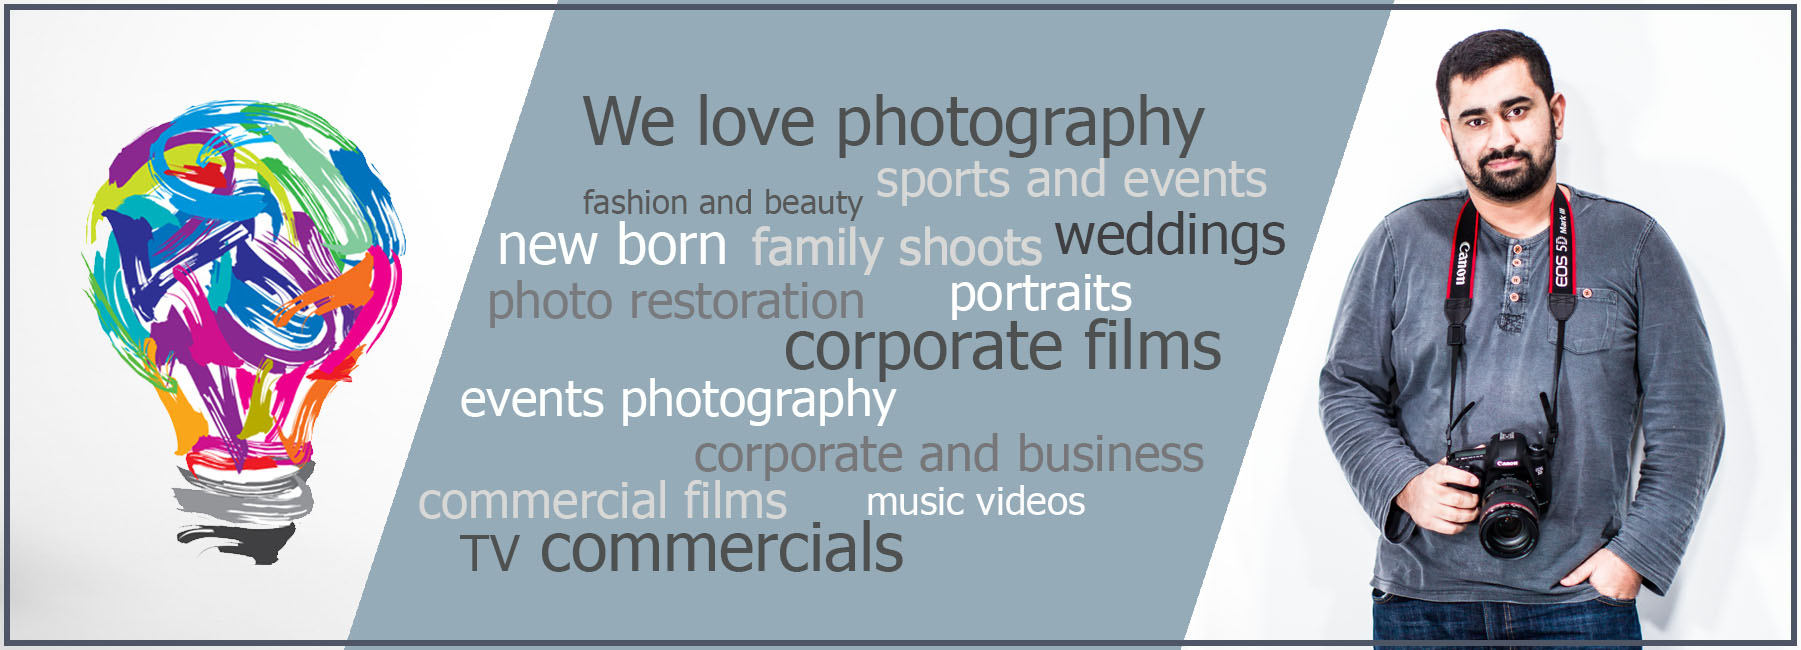 We love photography
sports and events
fashion and beauty
new born
family shoots
weddings
photo restoration
portraits
corporate films
events photography
corporate and business
commercial films
music videos
TV commercials
Canon
EOS 5D Mark III
Canon